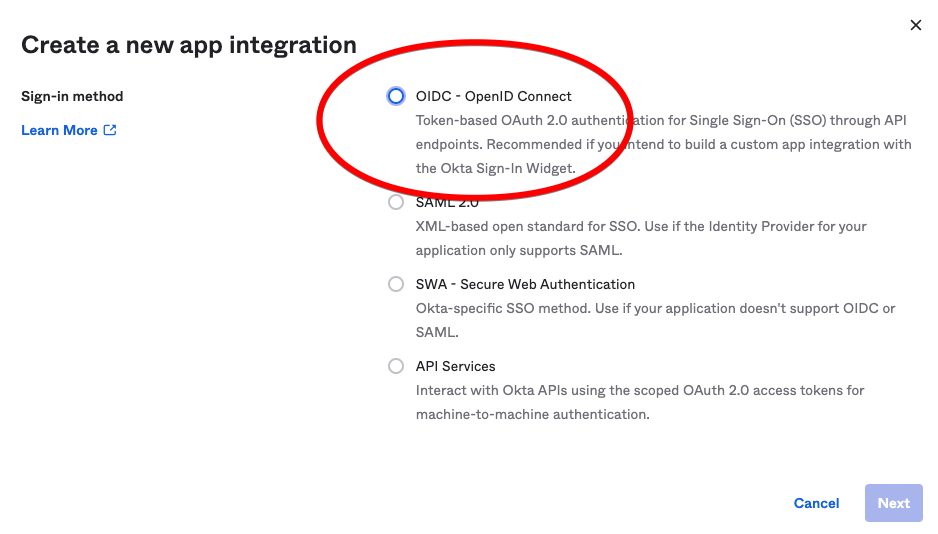 Create a new app integration
Sign-in method
Learn More
OIDC - OpenID Connect
Token-based OAuth 2.0 authentication for Single Sign-On (SSO) through API
endpoints. Recommended if you intend to build a custom app integration with
the Okta Sign-In Widget.
SAML 2.0
XML-based open standard for SSO. Use if the Identity Provider for your
application only supports SAML.
SWA - Secure Web Authentication
Okta-specific SSO method. Use if your application doesn't support OIDC or
SAML.
API Services
Interact with Okta APIs using the scoped OAuth 2.0 access tokens for
machine-to-machine authentication.
Cancel
Next